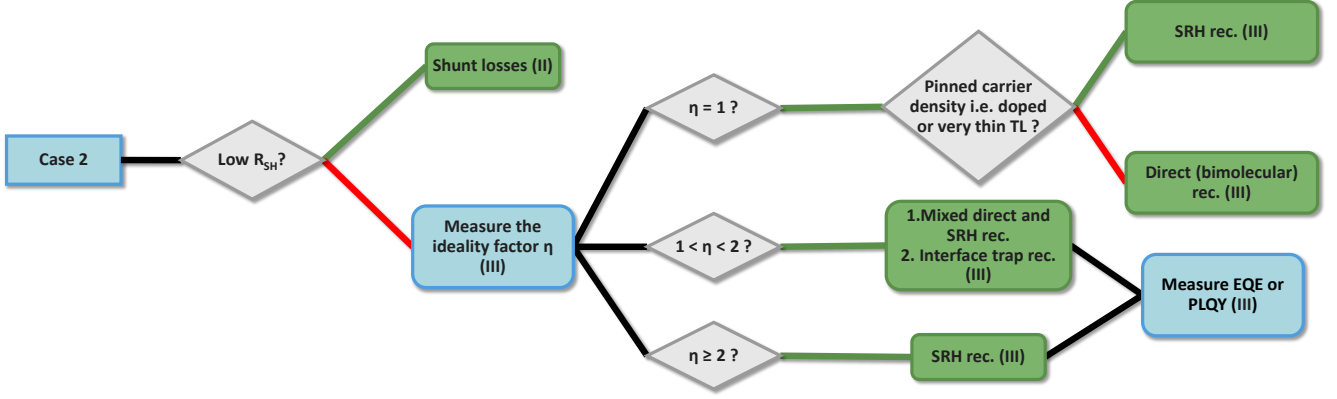 Case 2
Low R_SH?
Shunt losses (II)
Measure the
ideality factor η
(III)
η = 1 ?
Pinned carrier
density i.e. doped
or very thin TL ?
SRH rec. (III)
Direct (bimolecular)
rec. (III)
1 < η < 2 ?
1.Mixed direct and
SRH rec.
2. Interface trap rec.
(III)
η ≥ 2 ?
SRH rec. (III)
Measure EQE or
PLQY (III)